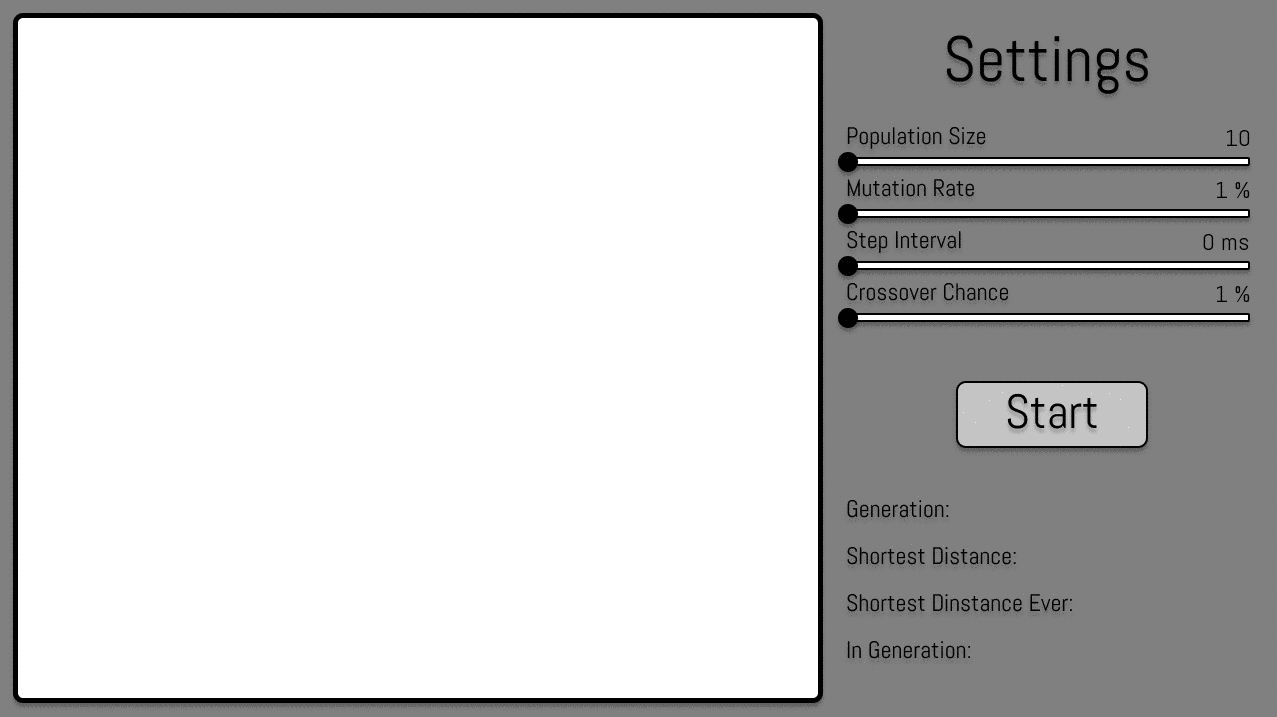 Settings
Population Size 10
Mutation Rate 1 %
Step Interval 0 ms
Crossover Chance 1 %
Start
Generation:
Shortest Distance:
Shortest Dinstance Ever:
In Generation: